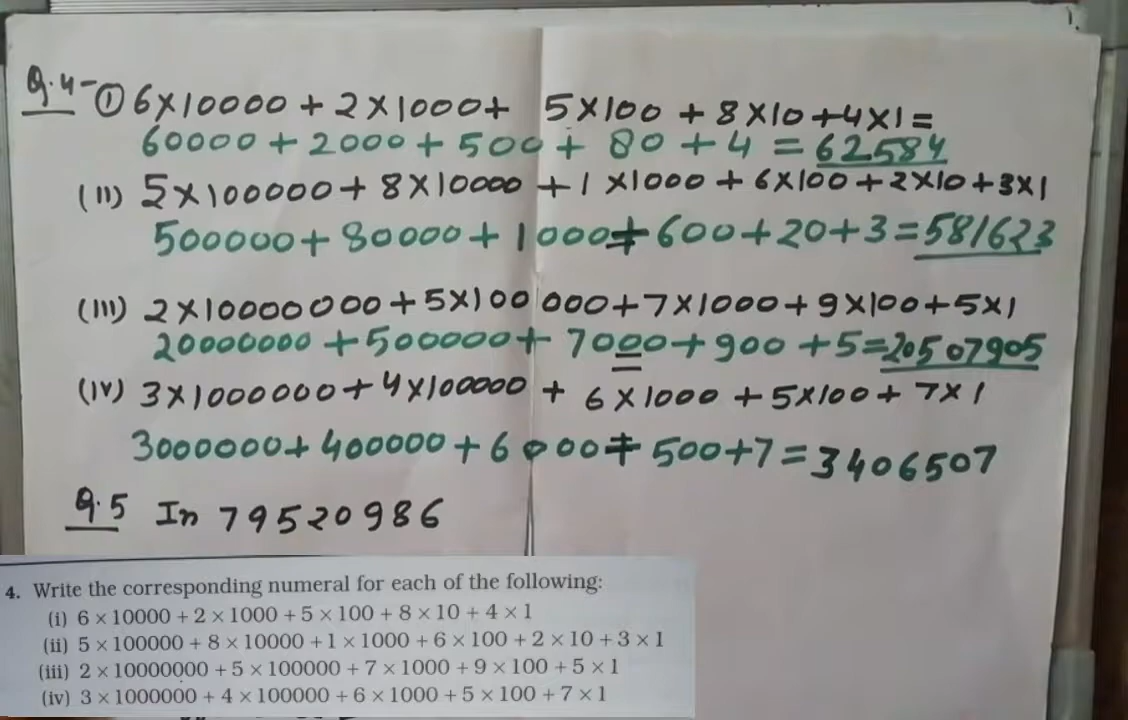 Q.4- (1) 6×10000 + 2×1000 + 5×100 + 8×10 + 4×1 =
60000 + 2000 + 500 + 80 + 4 = 62584
(11) 5×100000 + 8×10000 + 1×1000 + 6×100 + 2×10 + 3×1
500000 + 80000 + 1000 + 600 + 20 + 3 = 581623
(111) 2×10000000 + 5×100000 + 7×1000 + 9×100 + 5×1
20000000 + 500000 + 7000 + 900 + 5 = 20507905
(IV) 3×1000000 + 4×100000 + 6×1000 + 5×100 + 7×1
3000000 + 400000 + 6000 + 500 + 7 = 3406507
Q.5 In 79520986
4. Write the corresponding numeral for each of the following:
(i) 6 × 10000 + 2 × 1000 + 5 × 100 + 8 × 10 + 4 × 1
(ii) 5 × 100000 + 8 × 10000 + 1 × 1000 + 6 × 100 + 2 × 10 + 3 × 1
(iii) 2 × 10000000 + 5 × 100000 + 7 × 1000 + 9 × 100 + 5 × 1
(iv) 3 × 1000000 + 4 × 100000 + 6 × 1000 + 5 × 100 + 7 × 1